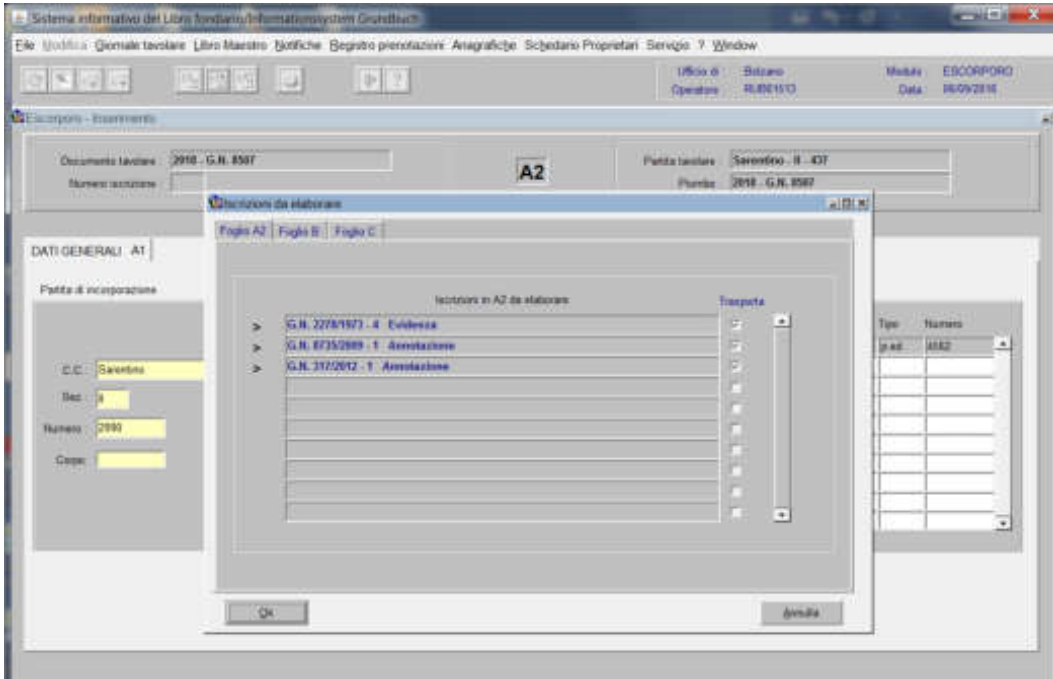 Sistema informativo del Libro fondiario/Informationssystem Grundbuch
File Modifica Giornale tavolare Libro Maestro Notifiche Registro prenotazioni Anagrafiche Schedario Proprietari Servizio ? Window
Ufficio di : Bolzano Modulo ESCORPORO
Operatore Data 06/09/2018
Escorporo - Inserimento
Documento tavolare 2018 - G.N. 8507 A2 Partita tavolare Sarentino - II - 437
Numero iscrizione Piombo 2018 - G.N. 8507
Iscrizioni da elaborare
Foglio A2 Foglio B Foglio C
DATI GENERALI A1
Partita di incorporazione
Iscrizioni in A2 da elaborare Trasporta
> G.N. 2278/1973 - 4 Evidenza
> G.N. 8735/2009 - 1 Annotazione
> G.N. 317/2012 - 1 Annotazione
Tipo Numero
p.ed
C.C. Sarentino
Sez. II
Numero
Corpo
Ok Annulla